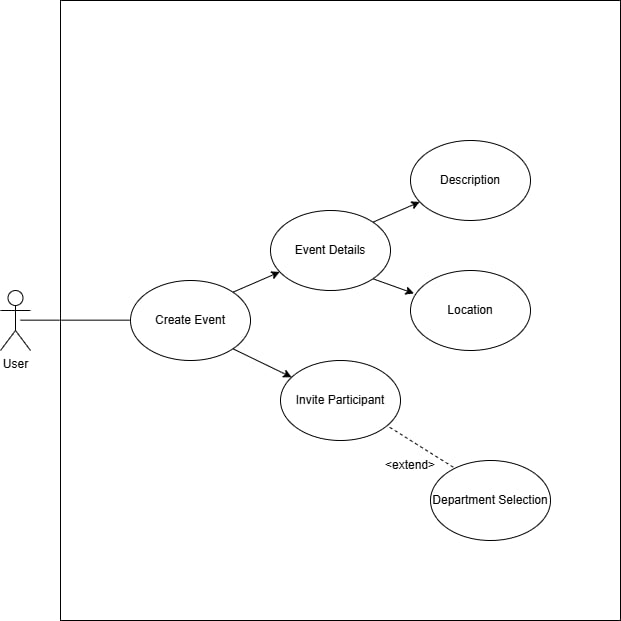 Description
Event Details
Location
Create Event
User
Invite Participant
<extend>
Department Selection